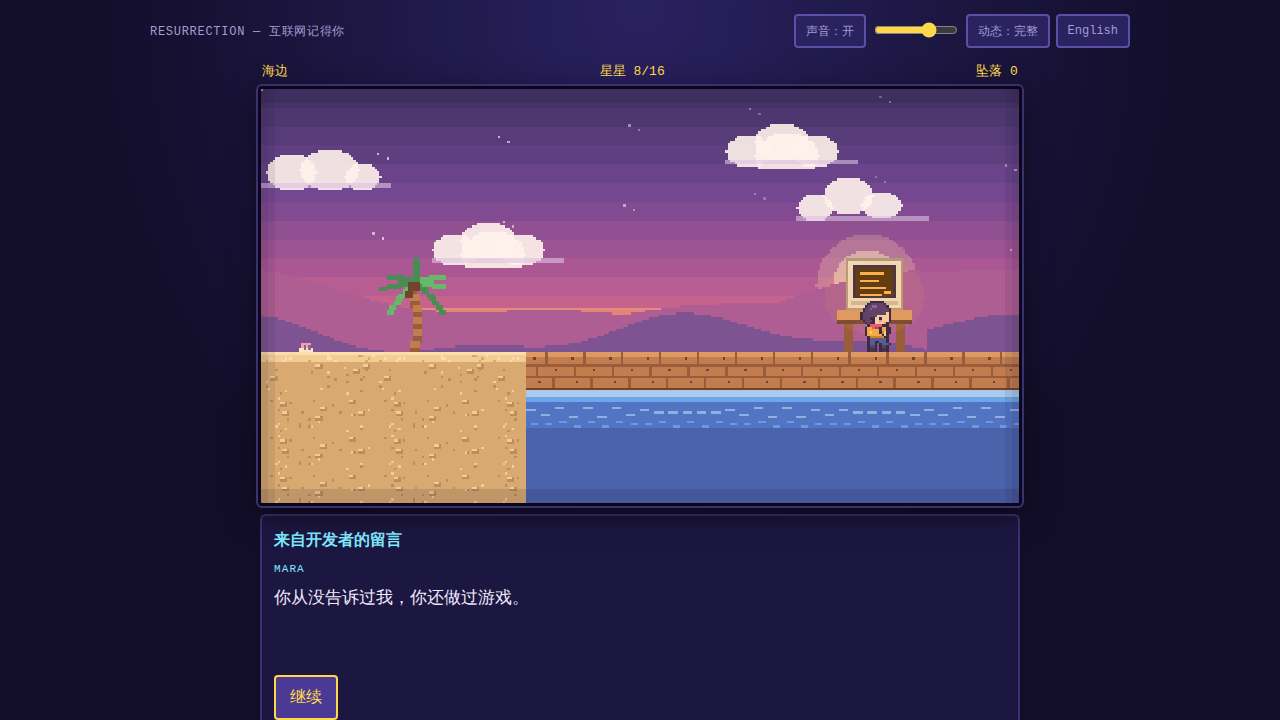 RESURRECTION — 互联网记得你
声音：开
动态：完整
English
海边
星星 8/16
坠落 0
来自开发者的留言
MARA
你从没告诉过我，你还做过游戏。
继续